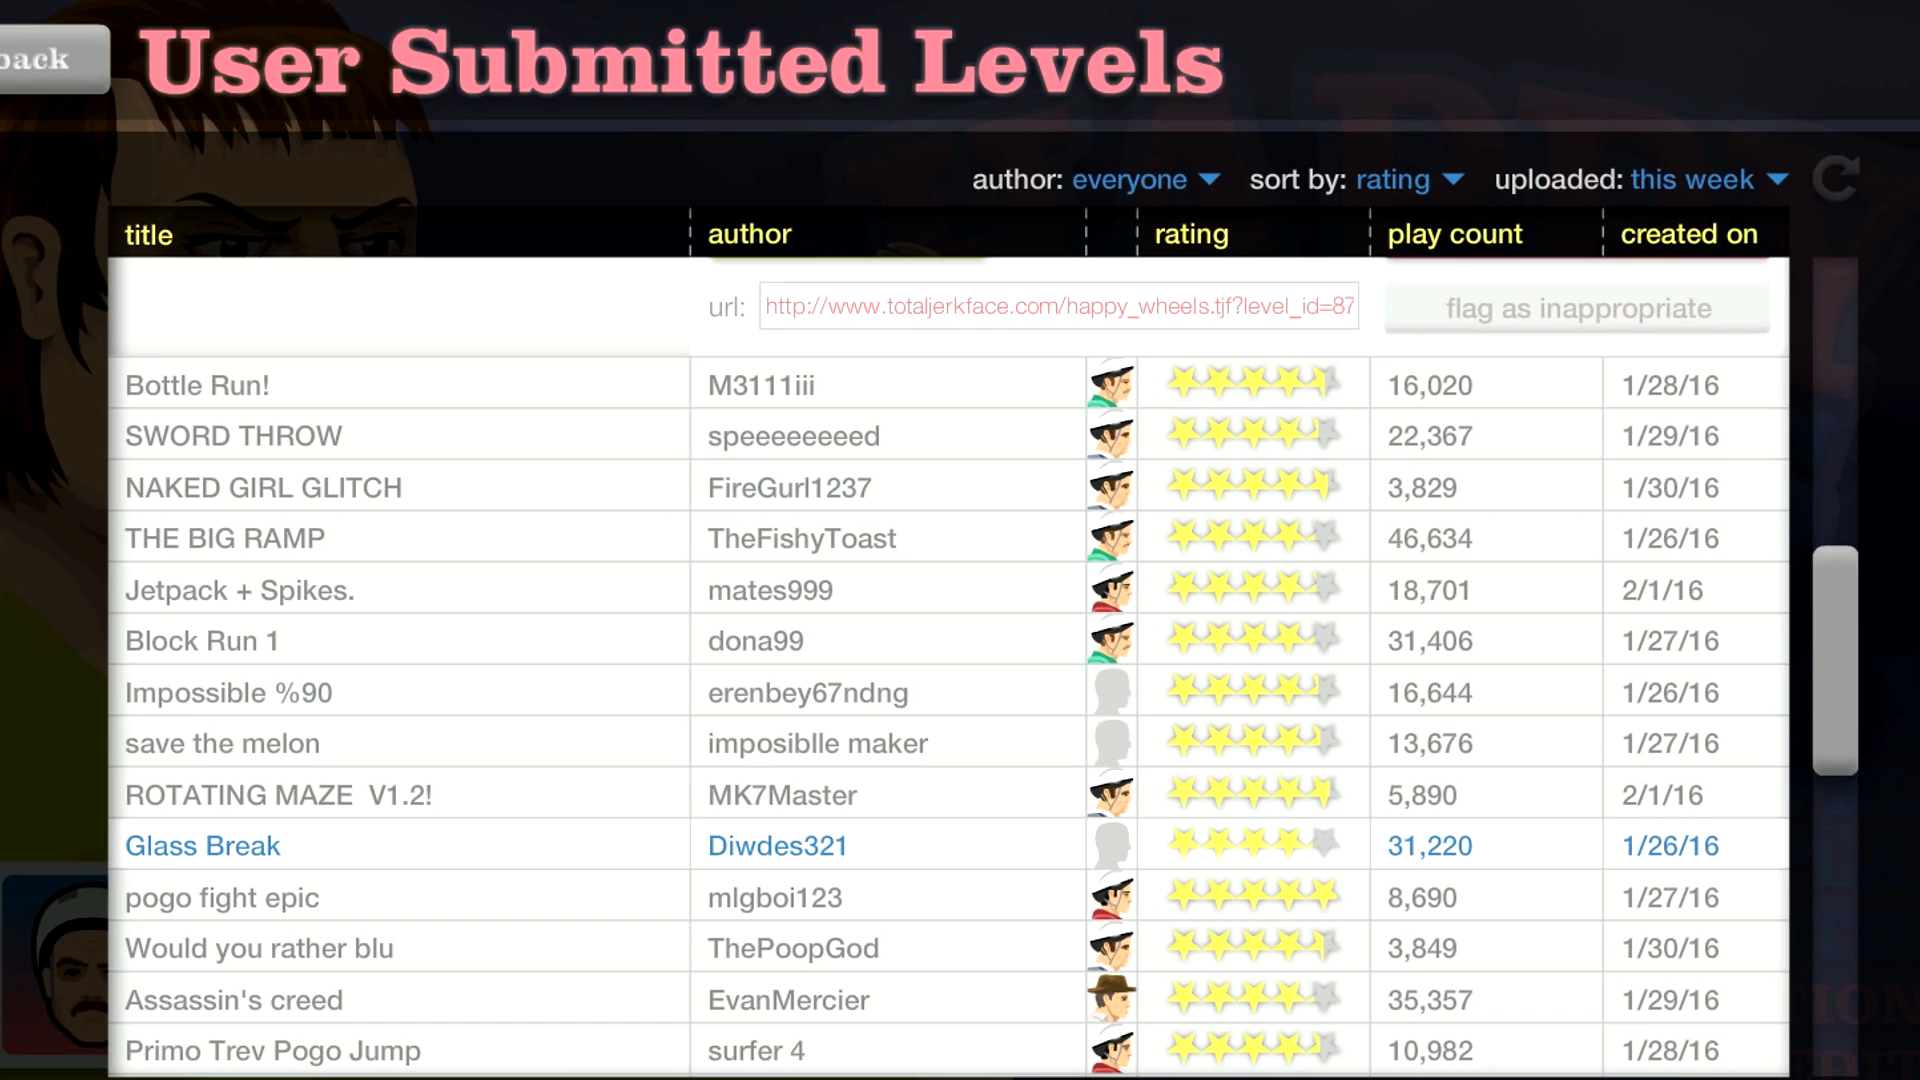 back
User Submitted Levels
author: everyone sort by: rating uploaded: this week
title author rating play count created on
url: http://www.totaljerkface.com/happy_wheels.tjf?level_id=87 flag as inappropriate
Bottle Run! M3111iii 16,020 1/28/16
SWORD THROW speeeeeeeed 22,367 1/29/16
NAKED GIRL GLITCH FireGurl1237 3,829 1/30/16
THE BIG RAMP TheFishyToast 46,634 1/26/16
Jetpack + Spikes. mates999 18,701 2/1/16
Block Run 1 dona99 31,406 1/27/16
Impossible %90 erenbey67ndng 16,644 1/26/16
save the melon imposiblle maker 13,676 1/27/16
ROTATING MAZE  V1.2! MK7Master 5,890 2/1/16
Glass Break Diwdes321 31,220 1/26/16
pogo fight epic mlgboi123 8,690 1/27/16
Would you rather blu ThePoopGod 3,849 1/30/16
Assassin's creed EvanMercier 35,357 1/29/16
Primo Trev Pogo Jump surfer 4 10,982 1/28/16